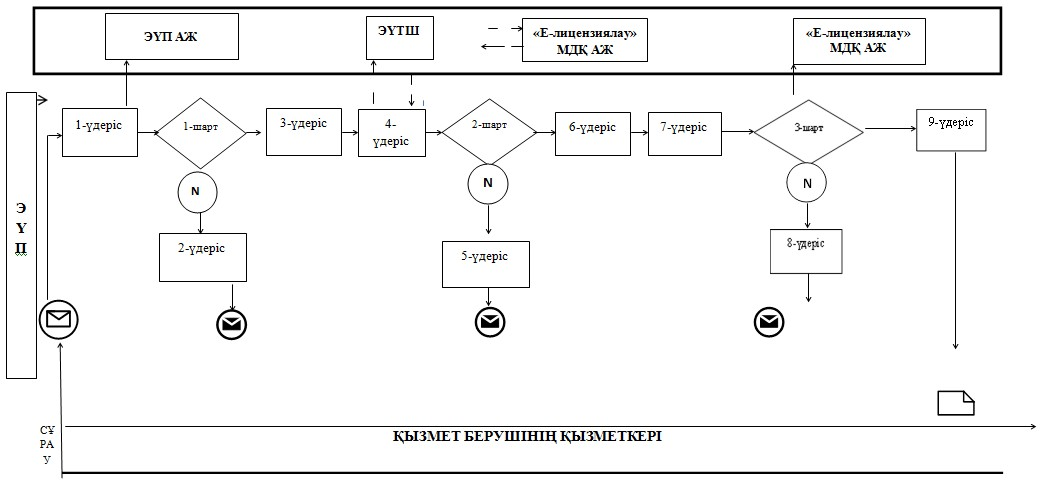 ЭҮП АЖ
ЭҮТШ
«Е-лицензиялау»
МДҚ АЖ
«Е-лицензиялау»
МДҚ АЖ
1-үдеріс
1-шарт
3-үдеріс
4-
үдеріс
2-шарт
6-үдеріс
7-үдеріс
3-шарт
9-үдеріс
N
N
N
Э
Ү
П
2-үдеріс
5-үдеріс
8-үдеріс
СҰ
РА
У
ҚЫЗМЕТ БЕРУШІНІҢ ҚЫЗМЕТКЕРІ